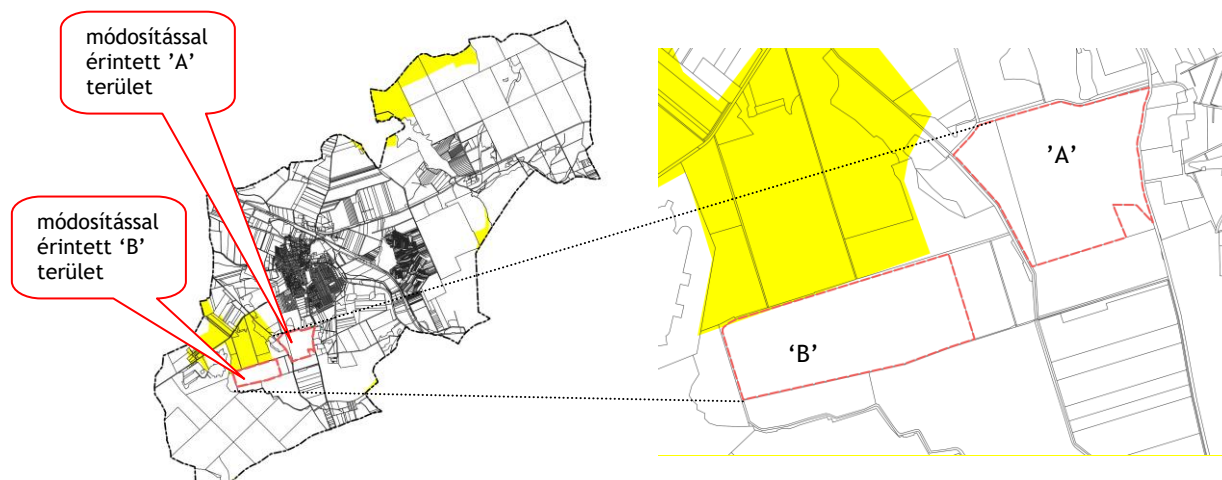 módosítással
érintett ’A’
terület
módosítással
érintett ‘B’
terület
’A’
‘B’